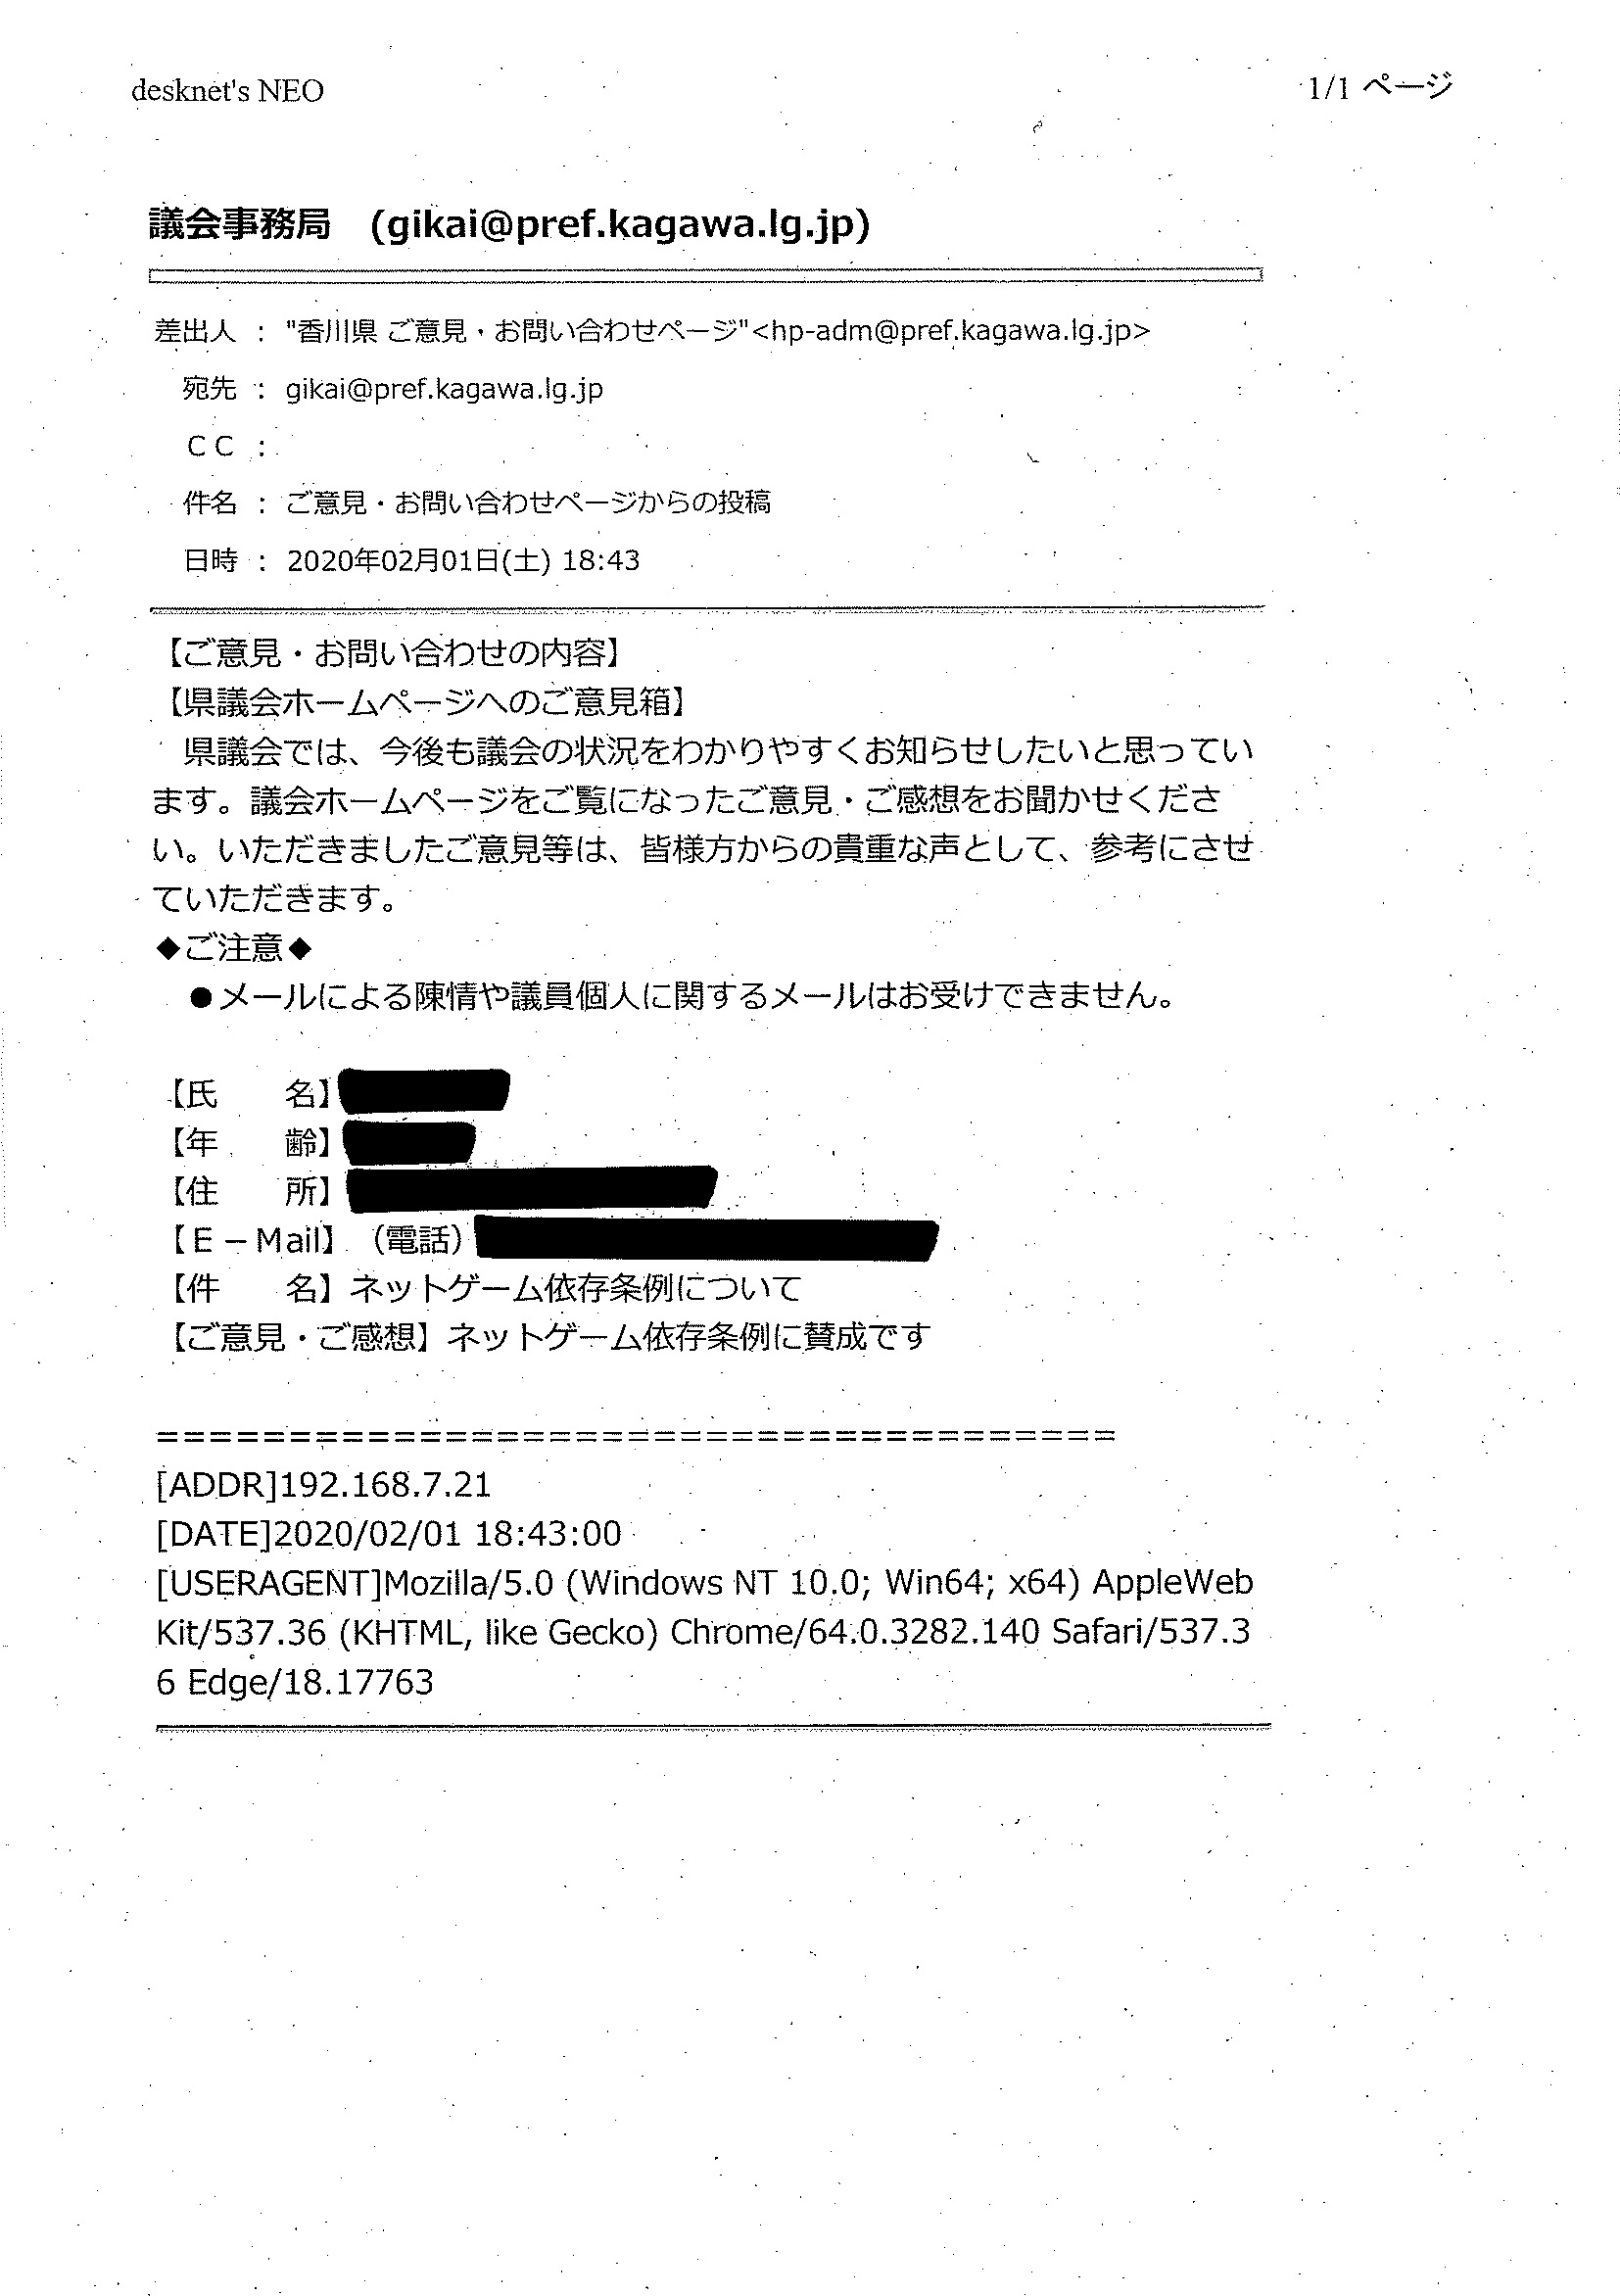 desknet's NEO
1/1 ページ
議会事務局　(gikai@pref.kagawa.lg.jp)
差出人 : "香川県 ご意見・お問い合わせページ"<hp-adm@pref.kagawa.lg.jp>
宛先 : gikai@pref.kagawa.lg.jp
ＣＣ :
件名 : ご意見・お問い合わせページからの投稿
日時 : 2020年02月01日(土) 18:43
【ご意見・お問い合わせの内容】
【県議会ホームページへのご意見箱】
　県議会では、今後も議会の状況をわかりやすくお知らせしたいと思ってい
ます。議会ホームページをご覧になったご意見・ご感想をお聞かせくださ
い。いただきましたご意見等は、皆様方からの貴重な声として、参考にさせ
ていただきます。
◆ご注意◆
　●メールによる陳情や議員個人に関するメールはお受けできません。
【氏　　名】
【年　　齢】
【住　　所】
【Ｅ－Mail】（電話）
【件　　名】ネットゲーム依存条例について
【ご意見・ご感想】ネットゲーム依存条例に賛成です
=====================================
[ADDR]192.168.7.21
[DATE]2020/02/01 18:43:00
[USERAGENT]Mozilla/5.0 (Windows NT 10.0; Win64; x64) AppleWeb
Kit/537.36 (KHTML, like Gecko) Chrome/64.0.3282.140 Safari/537.3
6 Edge/18.17763